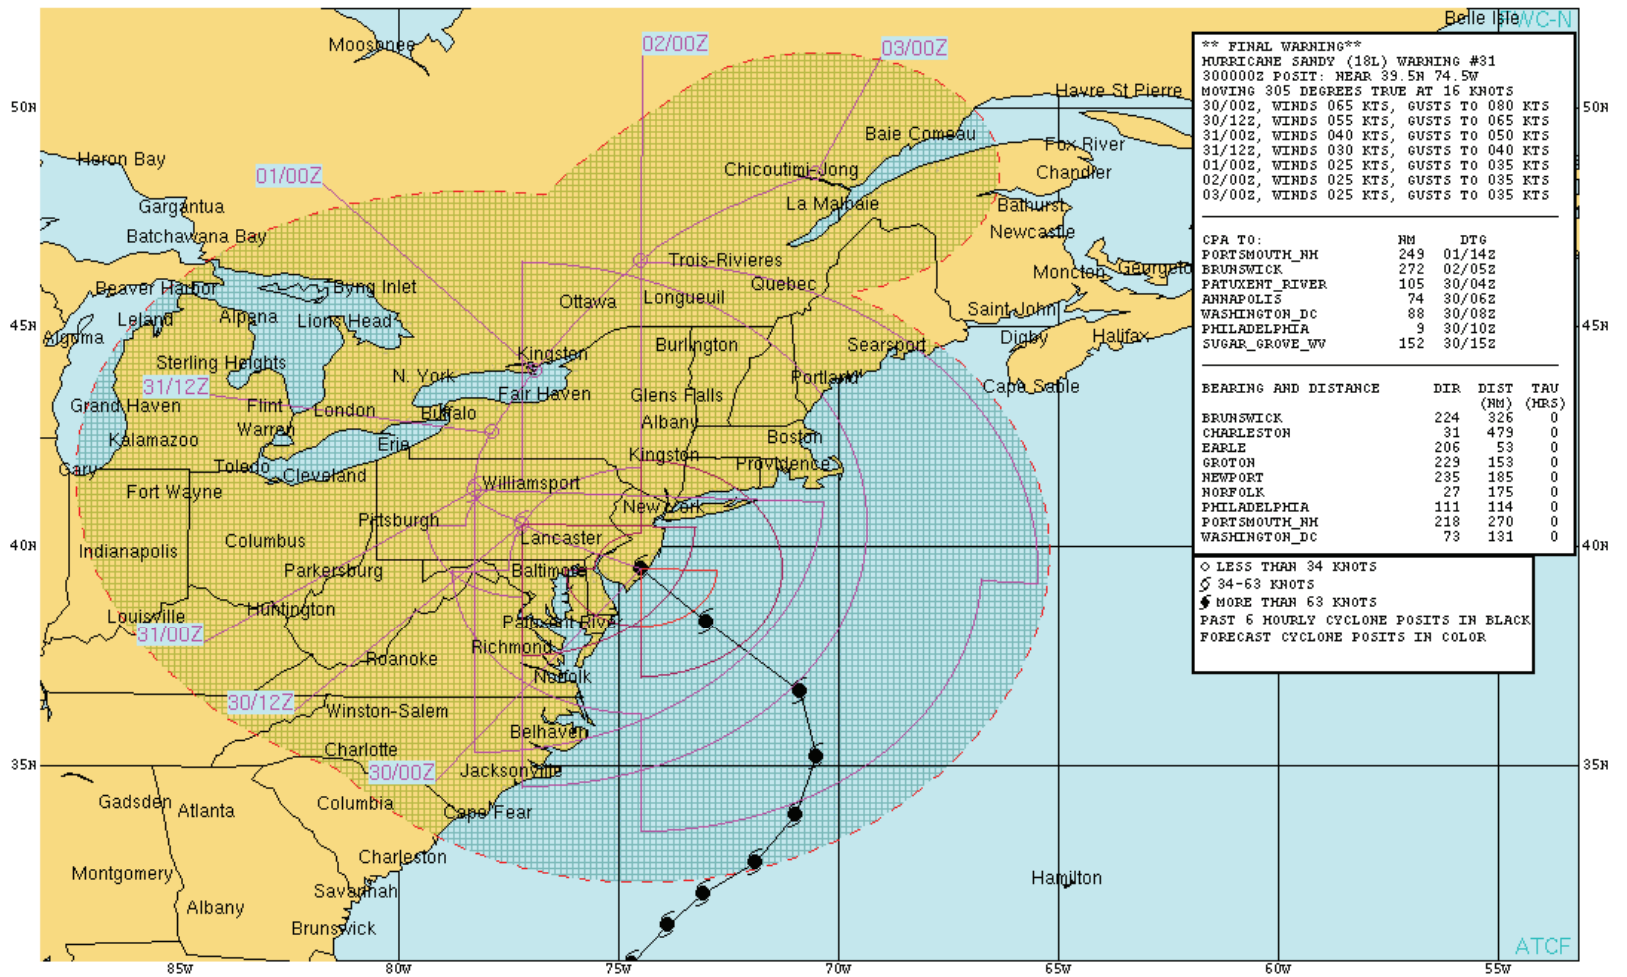 Belle Isle
TWC-N
Moosonee
02/00Z
03/00Z
** FINAL WARNING**
HURRICANE SANDY (18L) WARNING #31
300000Z POSIT: NEAR 39.5N 74.5W
MOVING 305 DEGREES TRUE AT 16 KNOTS
30/00Z, WINDS 065 KTS, GUSTS TO 080 KTS
30/12Z, WINDS 055 KTS, GUSTS TO 065 KTS
31/00Z, WINDS 040 KTS, GUSTS TO 050 KTS
31/12Z, WINDS 030 KTS, GUSTS TO 040 KTS
01/00Z, WINDS 025 KTS, GUSTS TO 035 KTS
02/00Z, WINDS 025 KTS, GUSTS TO 035 KTS
03/00Z, WINDS 025 KTS, GUSTS TO 035 KTS
CPA TO: NM DTG
PORTSMOUTH_NH 249 01/14Z
BRUNSWICK 272 02/05Z
PATUXENT_RIVER 105 30/04Z
ANNAPOLIS 74 30/06Z
WASHINGTON_DC 88 30/08Z
PHILADELPHIA 9 30/10Z
SUGAR_GROVE_WV 152 30/15Z
BEARING AND DISTANCE DIR DIST TAU
(NM) (HRS)
BRUNSWICK 224 326 0
CHARLESTON 31 479 0
EARLE 206 53 0
GROTON 229 153 0
NEWPORT 235 185 0
NORFOLK 27 175 0
PHILADELPHIA 111 114 0
PORTSMOUTH_NH 218 270 0
WASHINGTON_DC 73 131 0
LESS THAN 34 KNOTS
34-63 KNOTS
MORE THAN 63 KNOTS
PAST 6 HOURLY CYCLONE POSITS IN BLACK
FORECAST CYCLONE POSITS IN COLOR
50N
Havre St Pierre
50N
Baie Comeau
Fox River
Heron Bay
Chicoutimi-Jong
Chandier
01/00Z
Gargantua
La Malbaie
Bathurst
Batchawana Bay
Newcastle
Trois-Rivieres
Moncton
Georgeto
Beaver Harbor
Byng Inlet
Ottawa
Longueuil
Quebec
Saint John
Leland
Alpena
Lions Head
45N
Algoma
Burlington
Searsport
Digby
Halifax
45N
Kingston
Sterling Heights
N. York
Portland
Cape Sable
31/12Z
Fair Haven
Glens Falls
Grand Haven
Flint
London
Buffalo
Albany
Kalamazoo
Warren
Erie
Boston
Kingston
Gary
Toledo
Cleveland
Providence
Fort Wayne
Williamsport
New York
Pittsburgh
Indianapolis
Columbus
Lancaster
40N
40N
Parkersburg
Baltimore
Louisville
Huntington
Patuxent River
31/00Z
Richmond
Roanoke
Norfolk
30/12Z
Winston-Salem
Belhaven
Charlotte
35N
30/00Z
Jacksonville
35N
Gadsden
Atlanta
Columbia
Cape Fear
Charleston
Montgomery
Savannah
Hamilton
Albany
Brunswick
ATCF
85W
80W
75W
70W
65W
60W
55W